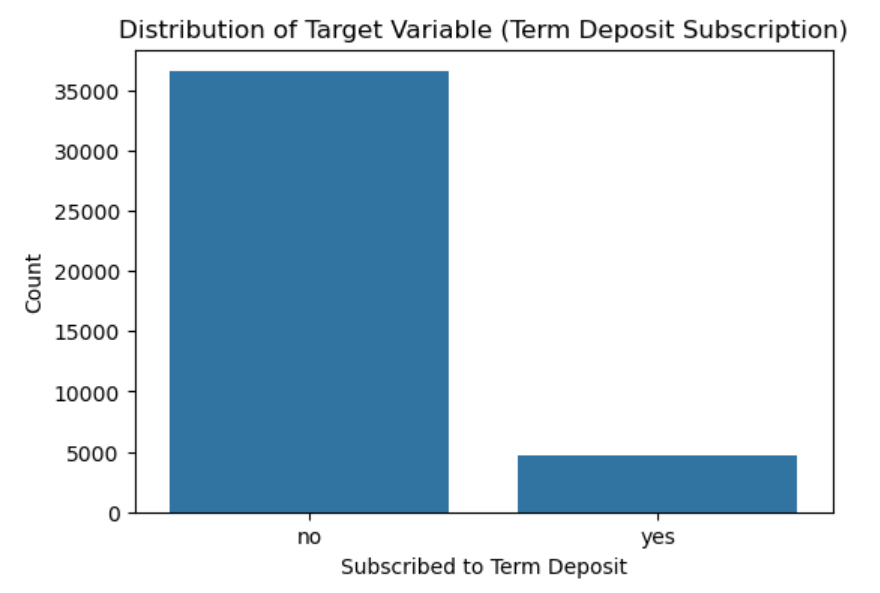 Distribution of Target Variable (Term Deposit Subscription)
35000
30000
25000
20000
15000
10000
5000
0
Count
no yes
Subscribed to Term Deposit